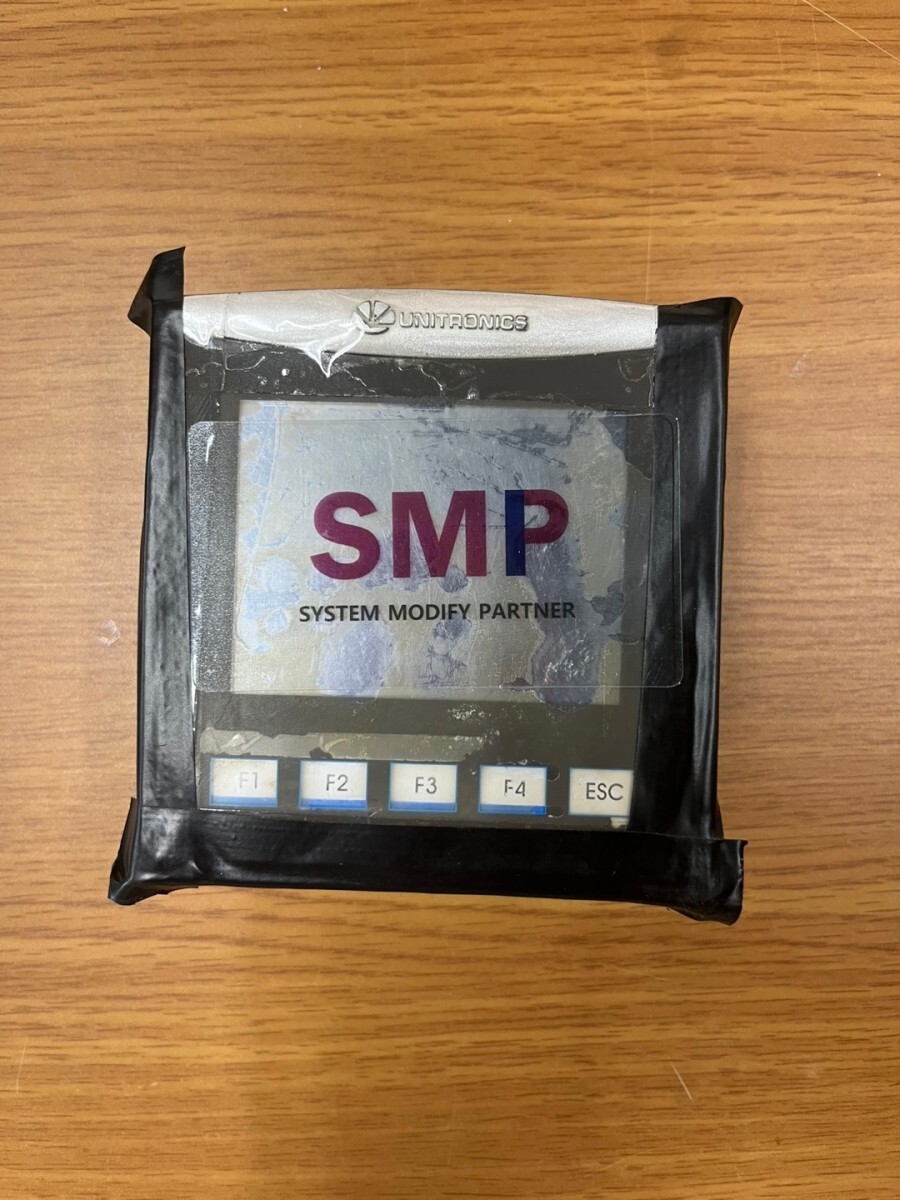 UNITRONICS
SMP
SYSTEM MODIFY PARTNER
F1 F2 F3 F4 ESC